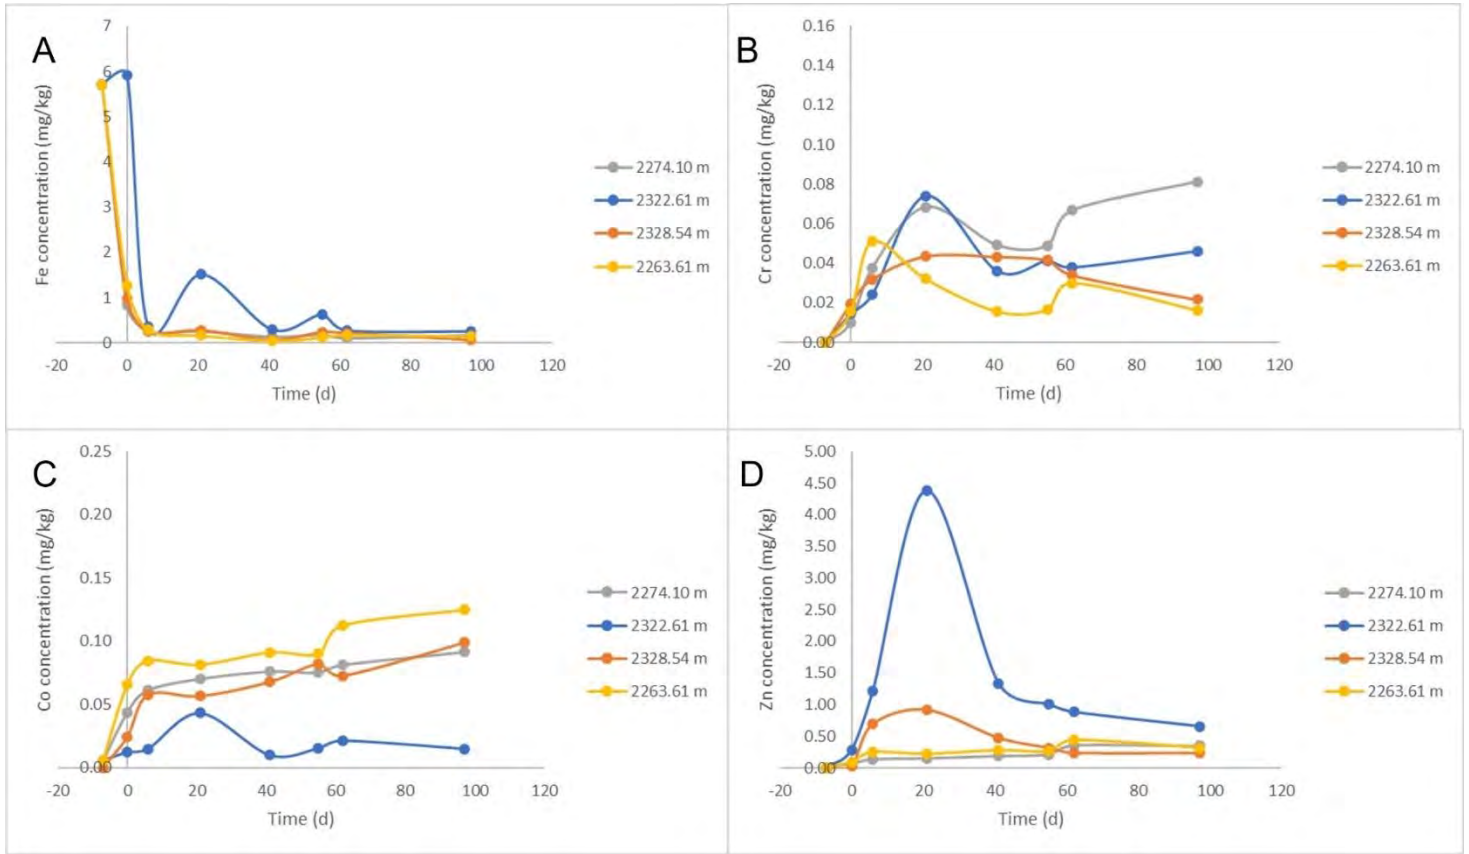 A
Fe concentration (mg/kg)
7
6
5
4
3
2
1
0
-20 0 20 40 60 80 100 120
Time (d)
2274.10 m
2322.61 m
2328.54 m
2263.61 m
B
Cr concentration (mg/kg)
0.16
0.14
0.12
0.10
0.08
0.06
0.04
0.02
0.00
-20 0 20 40 60 80 100 120
Time (d)
2274.10 m
2322.61 m
2328.54 m
2263.61 m
C
Co concentration (mg/kg)
0.25
0.20
0.15
0.10
0.05
0.00
-20 0 20 40 60 80 100 120
Time (d)
2274.10 m
2322.61 m
2328.54 m
2263.61 m
D
Zn concentration (mg/kg)
5.00
4.50
4.00
3.50
3.00
2.50
2.00
1.50
1.00
0.50
0.00
-20 0 20 40 60 80 100 120
Time (d)
2274.10 m
2322.61 m
2328.54 m
2263.61 m